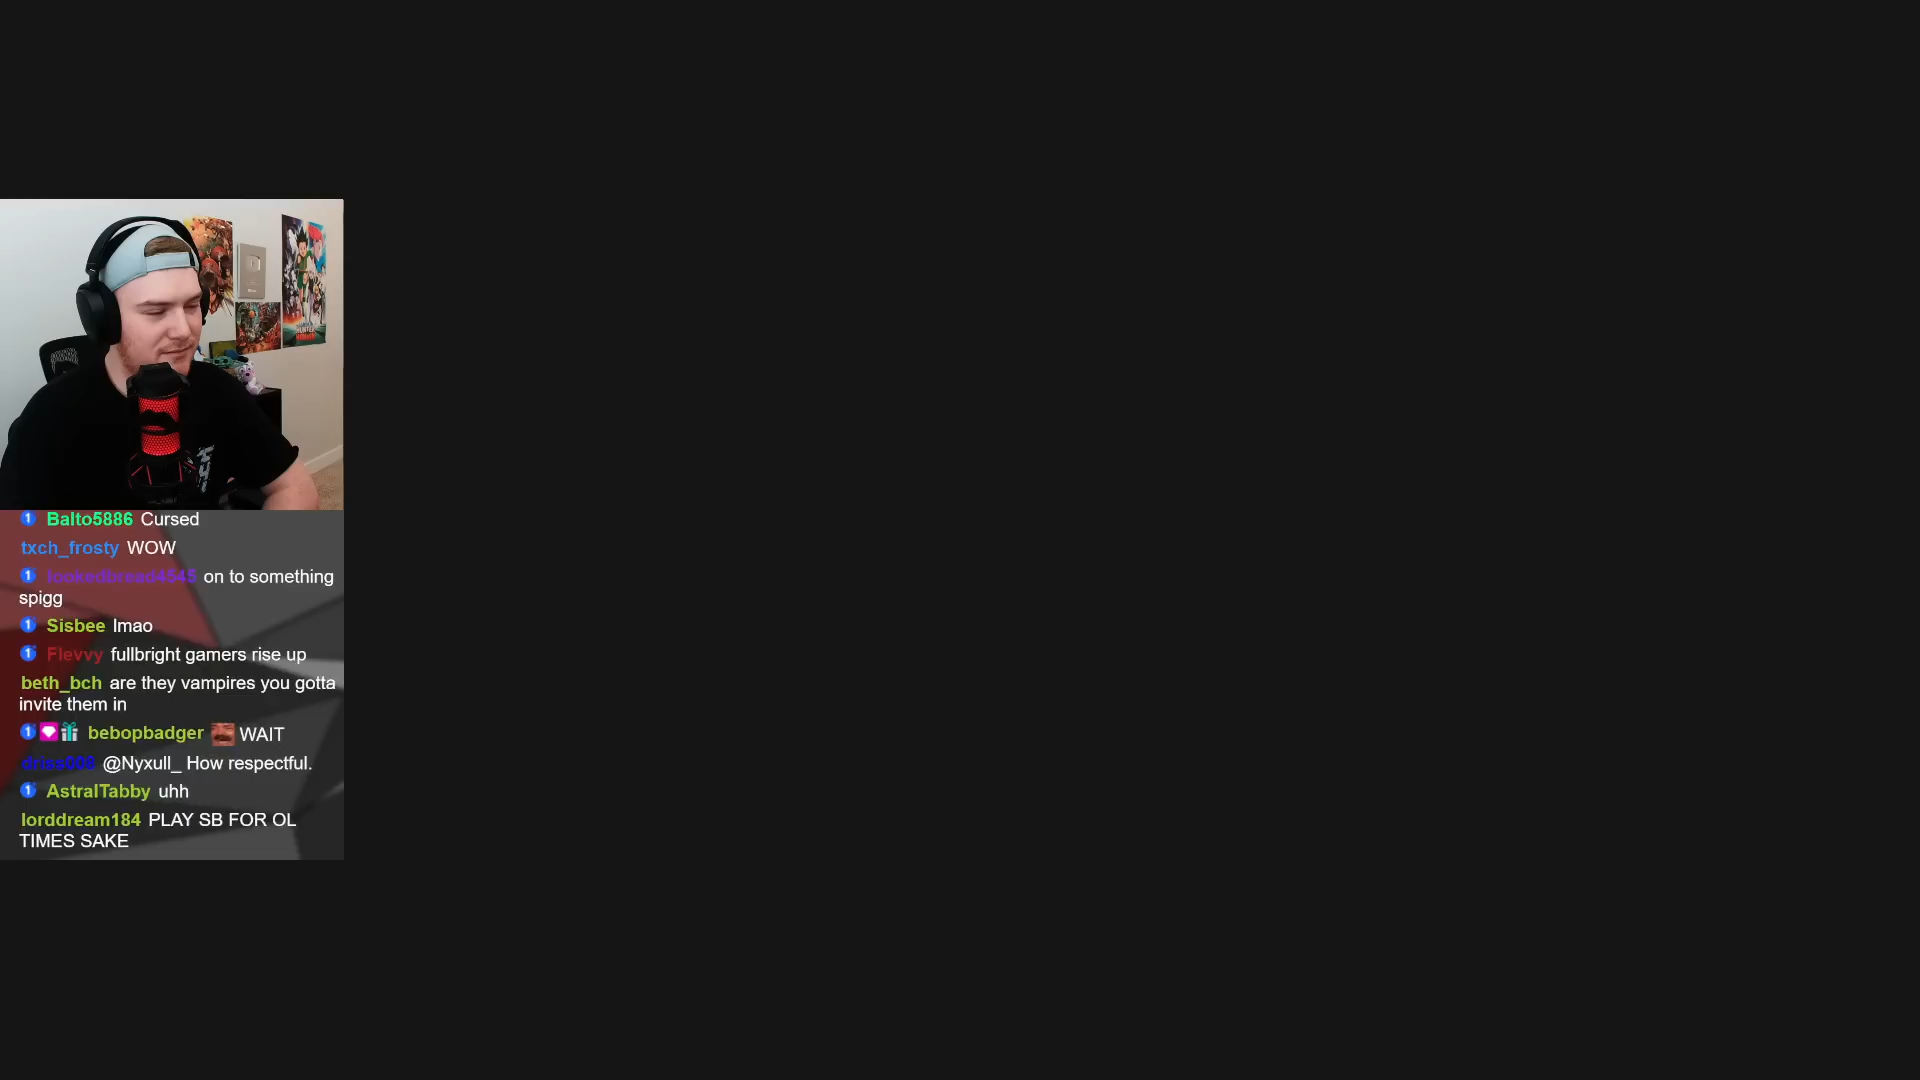 Balto5886 Cursed
txch_frosty WOW
lookedbread4545 on to something
spigg
Sisbee lmao
Flevvy fullbright gamers rise up
beth_bch are they vampires you gotta
invite them in
bebopbadger WAIT
driss008 @Nyxull_ How respectful.
AstralTabby uhh
lorddream184 PLAY SB FOR OL
TIMES SAKE